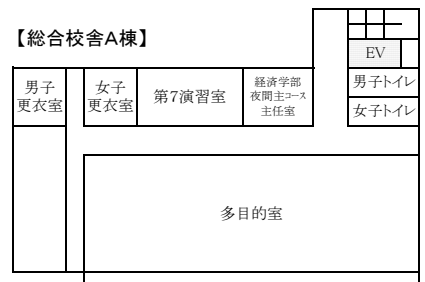 【総合校舎A棟】
EV
男子
更衣室
女子
更衣室
第7演習室
経済学部
夜間主コース
主任室
男子トイレ
女子トイレ
多目的室